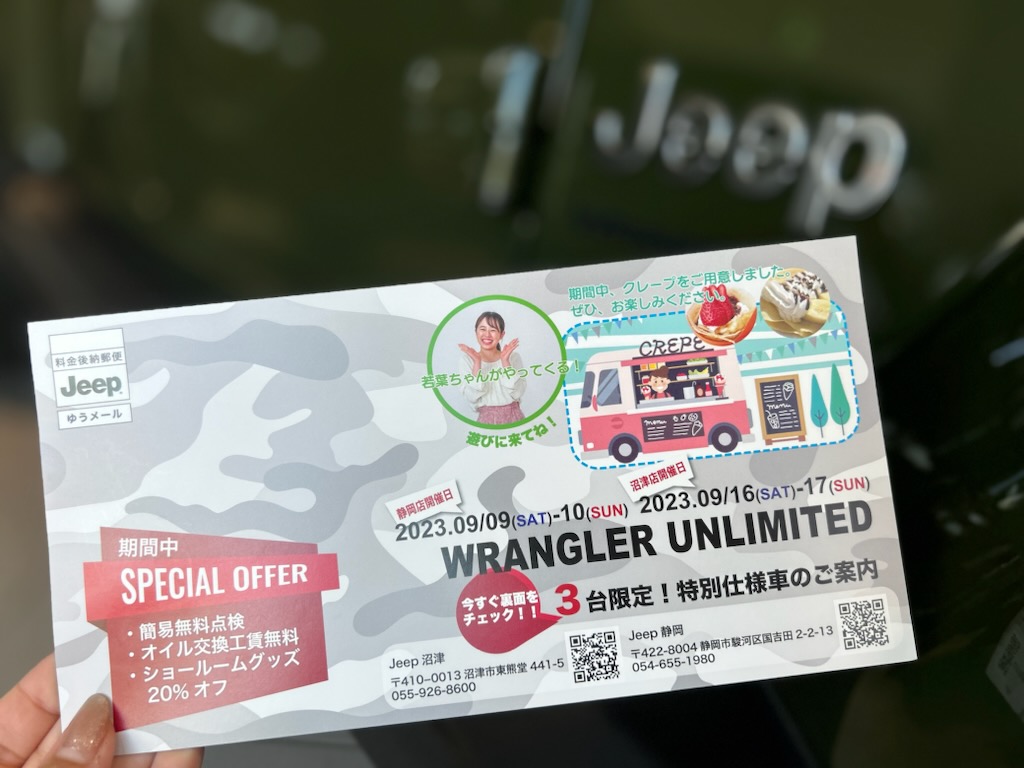 Jeep
料金後納郵便
Jeep
ゆうメール
期間中、クレープをご用意しました。
ぜひ、お楽しみください。
CREPE
menu
menu
若葉ちゃんがやってくる！
遊びに来てね！
静岡店開催日
2023.09/09(SAT)-10(SUN)
沼津店開催日
2023.09/16(SAT)-17(SUN)
WRANGLER UNLIMITED
今すぐ裏面を
チェック！！
3台限定！特別仕様車のご案内
期間中
SPECIAL OFFER
・簡易無料点検
・オイル交換工賃無料
・ショールームグッズ
20% オフ
Jeep 沼津
〒410-0013 沼津市東熊堂 441-5
055-926-8600
Jeep 静岡
〒422-8004 静岡市駿河区国吉田 2-2-13
054-655-1980